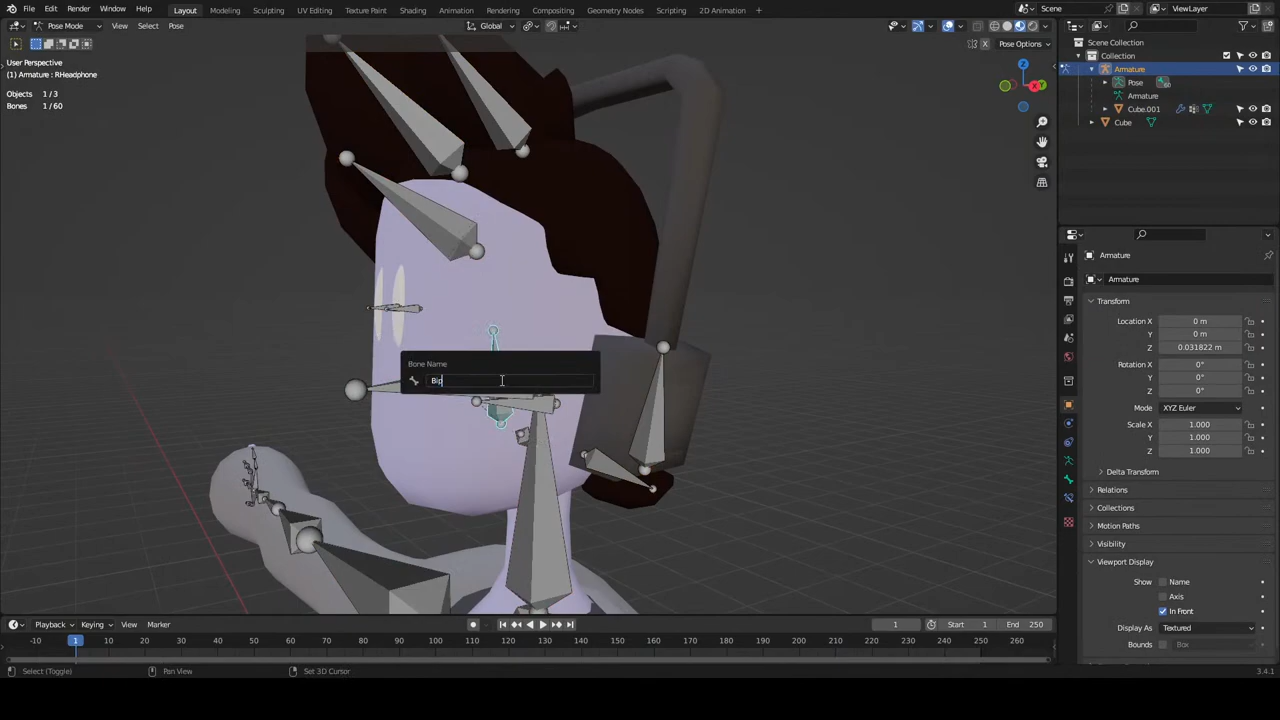 File Edit Render Window Help Layout Modeling Sculpting UV Editing Texture Paint Shading Animation Rendering Compositing Geometry Nodes Scripting 2D Animation + Scene ViewLayer
Pose Mode View Select Pose Global
Pose Options
User Perspective
(1) Armature : RHeadphone
Objects 1/3
Bones 1/60
X
Y
Z
Bone Name
Bip
Scene Collection
Collection
Armature
Pose
60
Armature
Cube.001
Cube
Armature
Armature
Transform
Location X 0 m
Y 0 m
Z 0.031822 m
Rotation X 0°
Y 0°
Z 0°
Mode XYZ Euler
Scale X 1.000
Y 1.000
Z 1.000
Delta Transform
Relations
Collections
Motion Paths
Visibility
Viewport Display
Show Name
Axis
In Front
Display As Textured
Bounds Box
Playback Keying View Marker 1 Start 1 End 250
-10 1 10 20 30 40 50 60 70 80 90 100 110 120 130 140 150 160 170 180 190 200 210 220 230 240 250 260
Select (Toggle) Pan View Set 3D Cursor 3.4.1